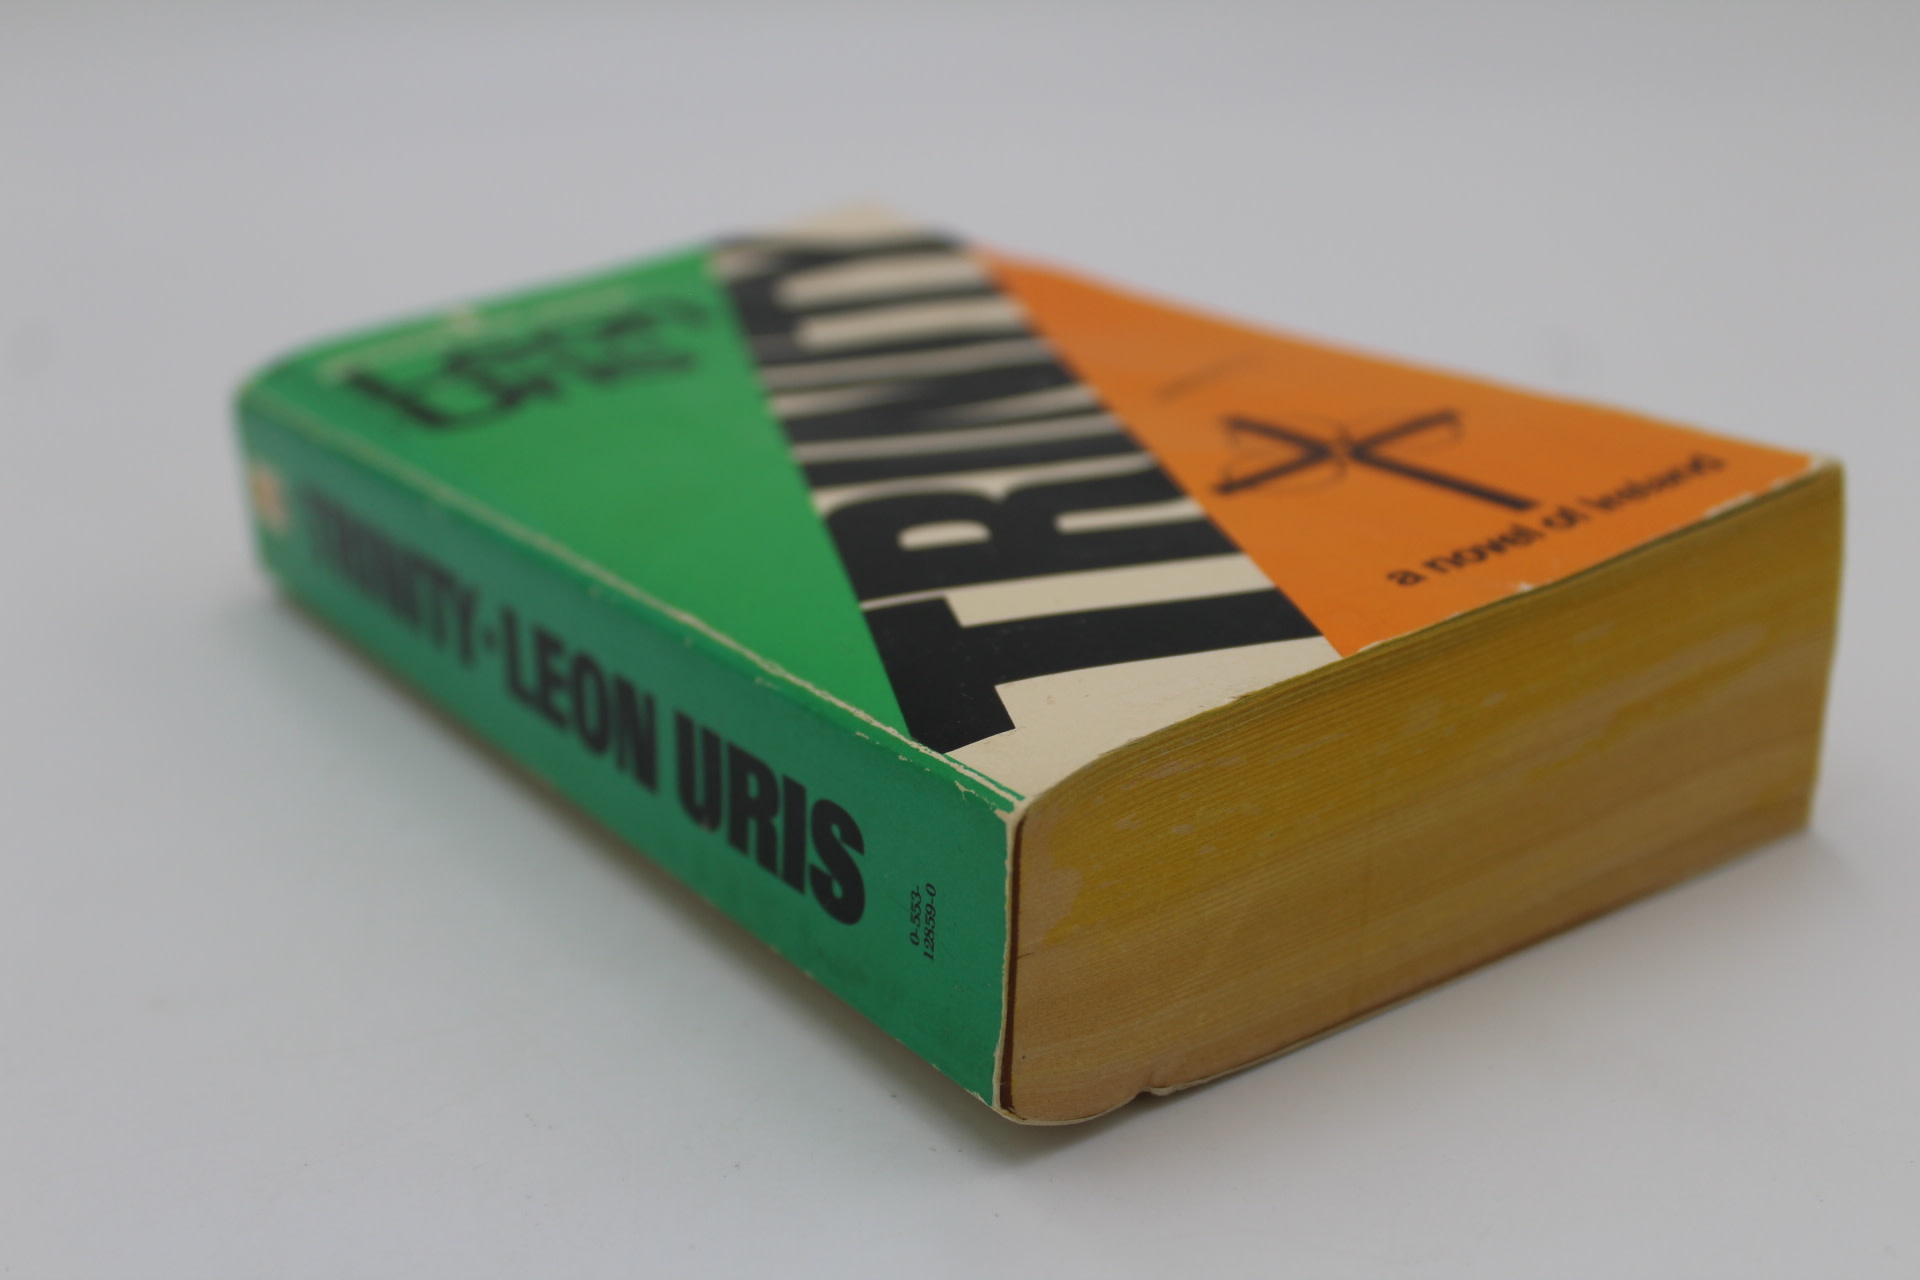 TRINITY
a novel of Ireland
TRINITY · LEON URIS
0-553-
12859-0